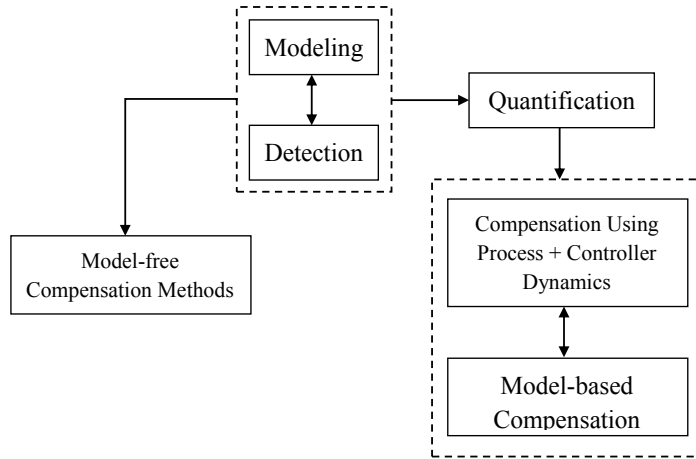 Modeling
Detection
Quantification
Model-free
Compensation Methods
Compensation Using
Process + Controller
Dynamics
Model-based
Compensation